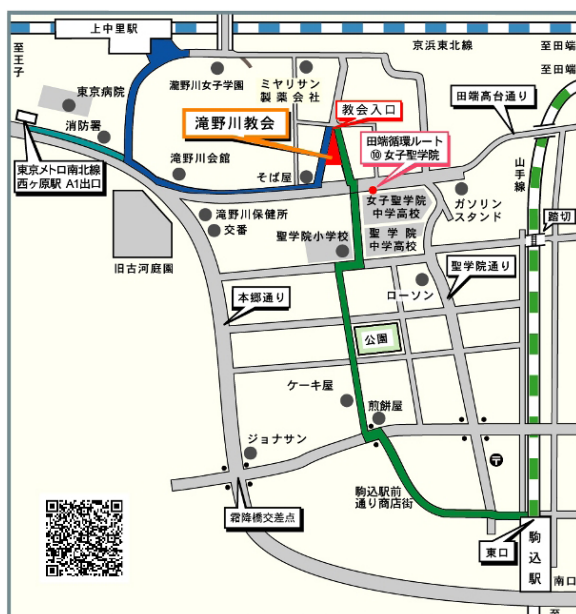 上中里駅
至王子
京浜東北線
至田端
至田端
瀧野川女子学園
ミヤリサン
製薬会社
田端高台通り
東京病院
教会入口
滝野川教会
消防署
田端循環ルート
⑩ 女子聖学院
山手線
東京メトロ南北線
西ヶ原駅 A1出口
滝野川会館
そば屋
女子聖学院
中学高校
ガソリン
スタンド
踏切
滝野川保健所
交番
聖学院小学校
聖 学 院
中学高校
旧古河庭園
聖学院通り
本郷通り
ローソン
公園
ケーキ屋
煎餅屋
ジョナサン
〒
駒込駅前
通り商店街
霜降橋交差点
東口
駒込駅
南口
至